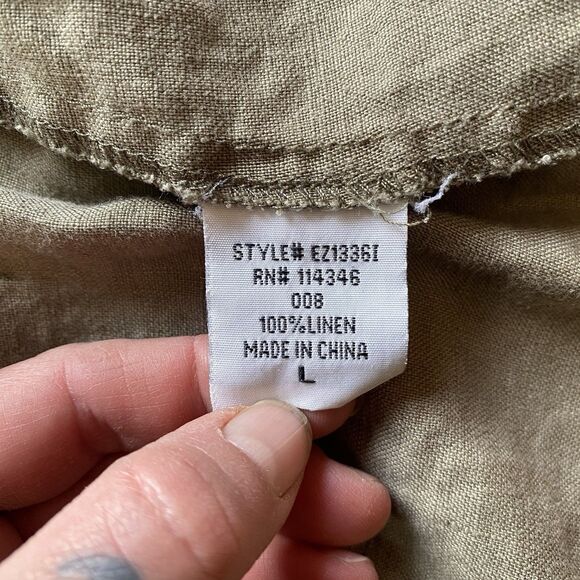 STYLE# EZ1336I
RN# 114346
008
100%LINEN
MADE IN CHINA
L